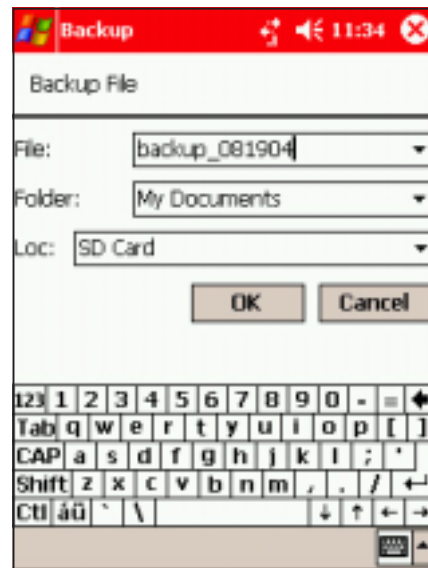 Backup 11:34
Backup File
File: backup_081904
Folder: My Documents
Loc: SD Card
OK Cancel
123 1 2 3 4 5 6 7 8 9 0 - = ←
Tab q w e r t y u i o p [ ]
CAP a s d f g h j k l ; '
Shift z x c v b n m , . / ↵
Ctl áü ` \ ↓ ↑ ← →